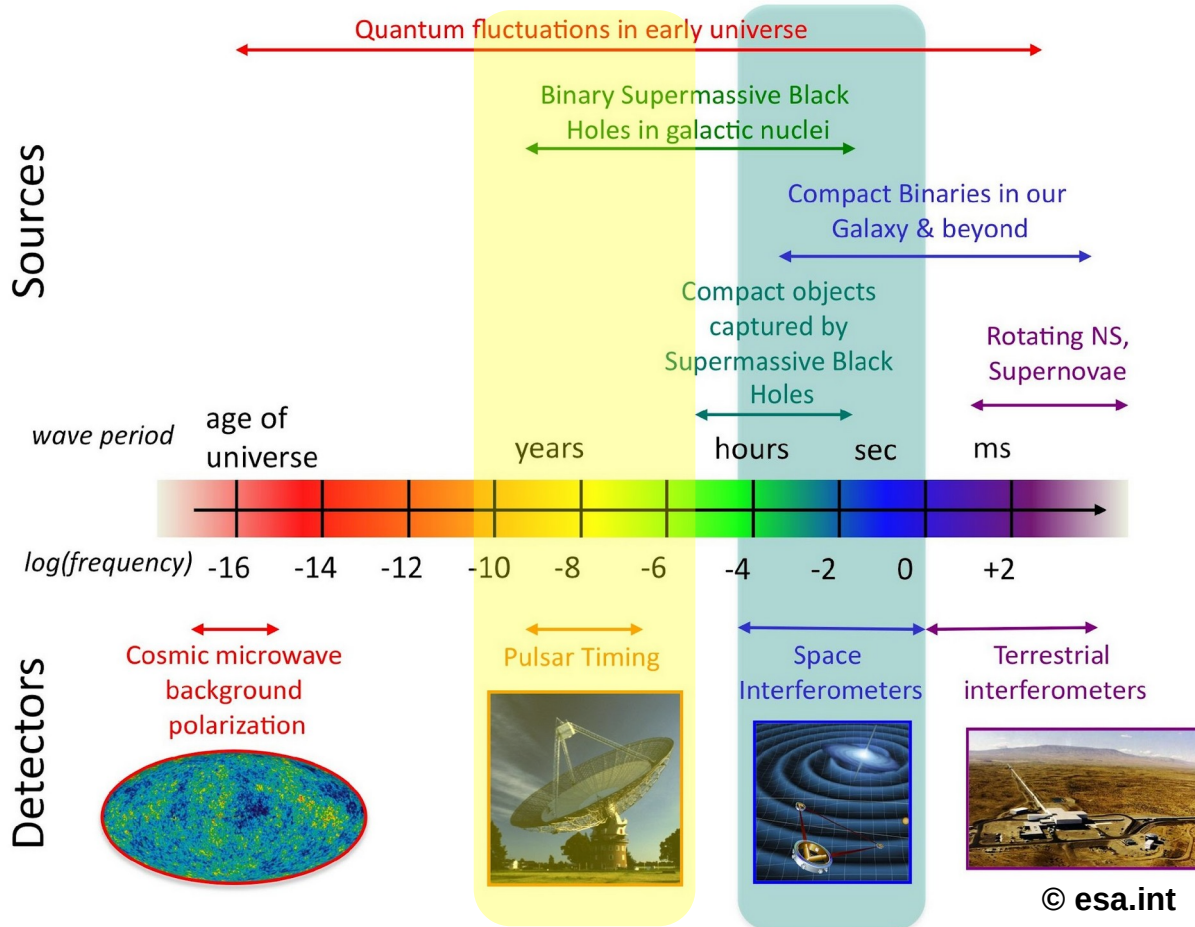 Quantum fluctuations in early universe
Binary Supermassive Black
Holes in galactic nuclei
Compact Binaries in our
Galaxy & beyond
Compact objects
captured by
Supermassive Black
Holes
Rotating NS,
Supernovae
Sources
wave period
age of
universe
years
hours
sec
ms
log(frequency)
-16 -14 -12 -10 -8 -6 -4 -2 0 +2
Detectors
Cosmic microwave
background
polarization
Pulsar Timing
Space
Interferometers
Terrestrial
interferometers
© esa.int